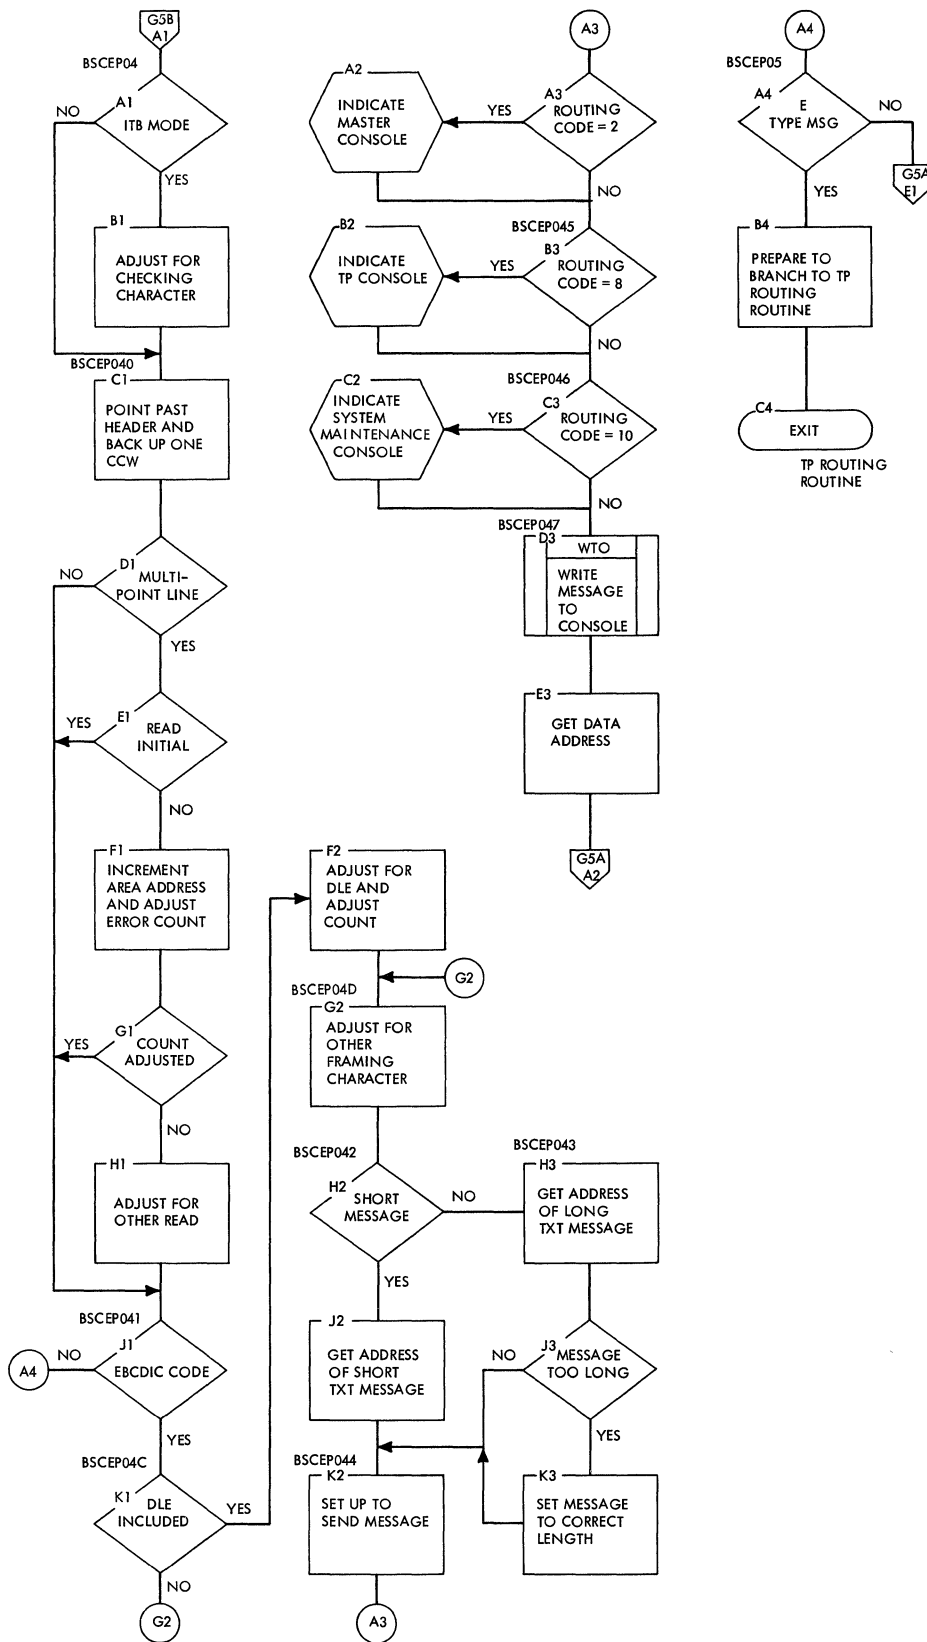 G5B
A1
BSCEP04
A1
ITB MODE
NO
YES
B1
ADJUST FOR
CHECKING
CHARACTER
BSCEP040
C1
POINT PAST
HEADER AND
BACK UP ONE
CCW
D1
MULTI-
POINT LINE
NO
YES
E1
READ
INITIAL
YES
NO
F1
INCREMENT
AREA ADDRESS
AND ADJUST
ERROR COUNT
G1
COUNT
ADJUSTED
YES
NO
H1
ADJUST FOR
OTHER READ
BSCEP041
J1
EBCDIC CODE
NO
A4
YES
BSCEP04C
K1
DLE
INCLUDED
YES
NO
G2
F2
ADJUST FOR
DLE AND
ADJUST
COUNT
G2
BSCEP04D
G2
ADJUST FOR
OTHER
FRAMING
CHARACTER
BSCEP042
H2
SHORT
MESSAGE
NO
YES
J2
GET ADDRESS
OF SHORT
TXT MESSAGE
BSCEP044
K2
SET UP TO
SEND MESSAGE
A3
BSCEP043
H3
GET ADDRESS
OF LONG
TXT MESSAGE
J3
MESSAGE
TOO LONG
NO
YES
K3
SET MESSAGE
TO CORRECT
LENGTH
A3
A3
ROUTING
CODE = 2
YES
NO
A2
INDICATE
MASTER
CONSOLE
BSCEP045
B3
ROUTING
CODE = 8
YES
NO
B2
INDICATE
TP CONSOLE
BSCEP046
C3
ROUTING
CODE = 10
YES
NO
C2
INDICATE
SYSTEM
MAINTENANCE
CONSOLE
BSCEP047
D3
WTO
WRITE
MESSAGE
TO
CONSOLE
E3
GET DATA
ADDRESS
G5A
A2
A4
BSCEP05
A4
E
TYPE MSG
NO
G5A
E1
YES
B4
PREPARE TO
BRANCH TO TP
ROUTING
ROUTINE
C4
EXIT
TP ROUTING
ROUTINE